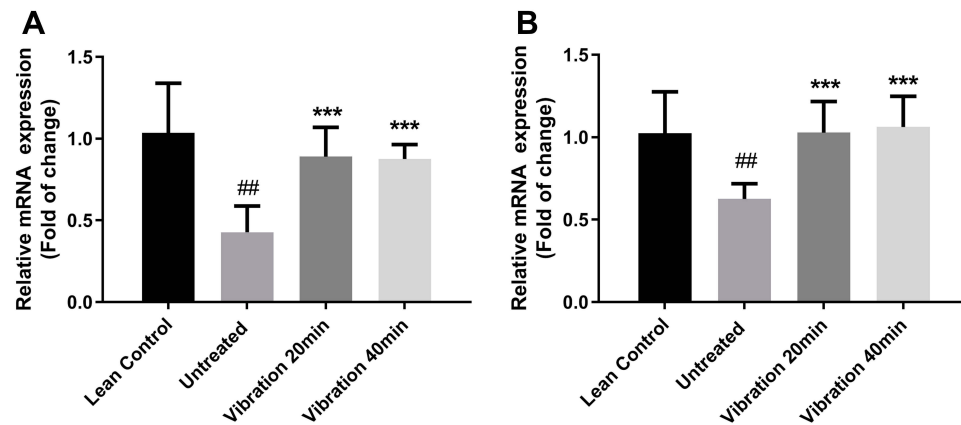 A
Relative mRNA expression
(Fold of change)
1.5
1.0
0.5
0.0
##
***
***
Lean Control
Untreated
Vibration 20min
Vibration 40min
B
Relative mRNA expression
(Fold of change)
1.5
1.0
0.5
0.0
##
***
***
Lean Control
Untreated
Vibration 20min
Vibration 40min